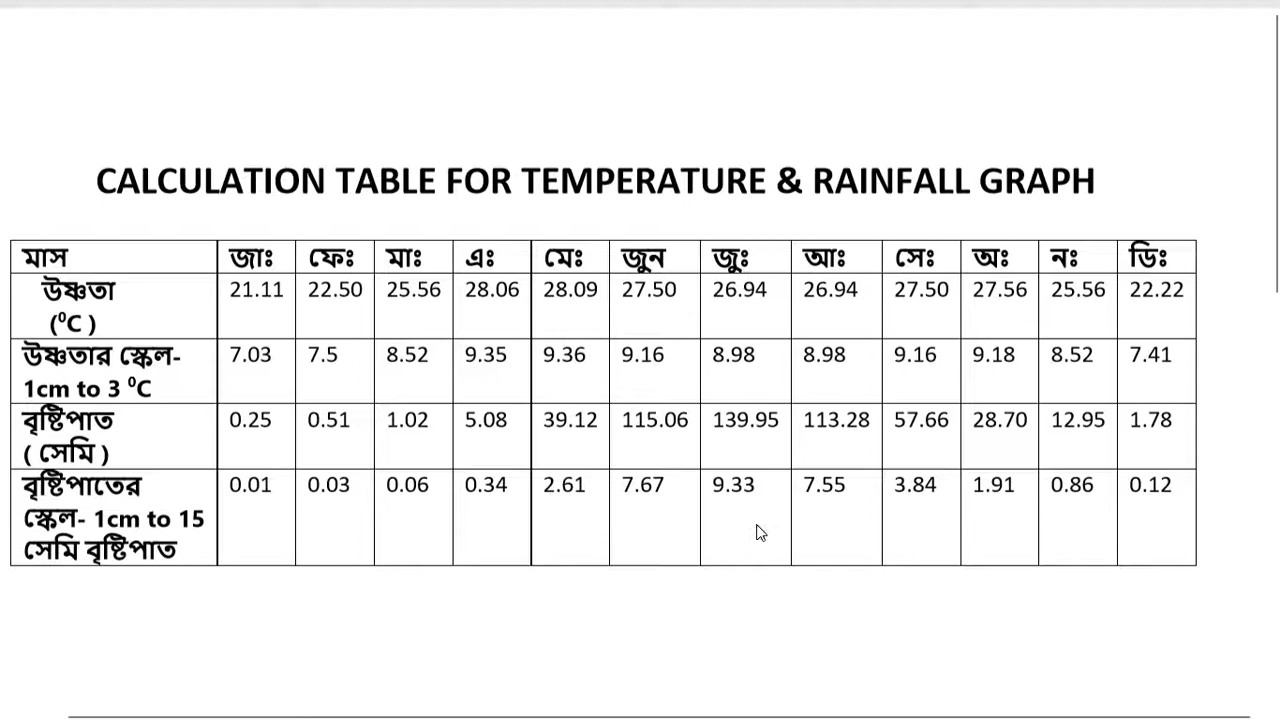 CALCULATION TABLE FOR TEMPERATURE & RAINFALL GRAPH
মাস জাঃ ফেঃ মাঃ এঃ মেঃ জুন জুঃ আঃ সেঃ অঃ নঃ ডিঃ
উষ্ণতা 21.11 22.50 25.56 28.06 28.09 27.50 26.94 26.94 27.50 27.56 25.56 22.22
(⁰C )
উষ্ণতার স্কেল- 7.03 7.5 8.52 9.35 9.36 9.16 8.98 8.98 9.16 9.18 8.52 7.41
1cm to 3 ⁰C
বৃষ্টিপাত 0.25 0.51 1.02 5.08 39.12 115.06 139.95 113.28 57.66 28.70 12.95 1.78
( সেমি )
বৃষ্টিপাতের 0.01 0.03 0.06 0.34 2.61 7.67 9.33 7.55 3.84 1.91 0.86 0.12
স্কেল- 1cm to 15
সেমি বৃষ্টিপাত